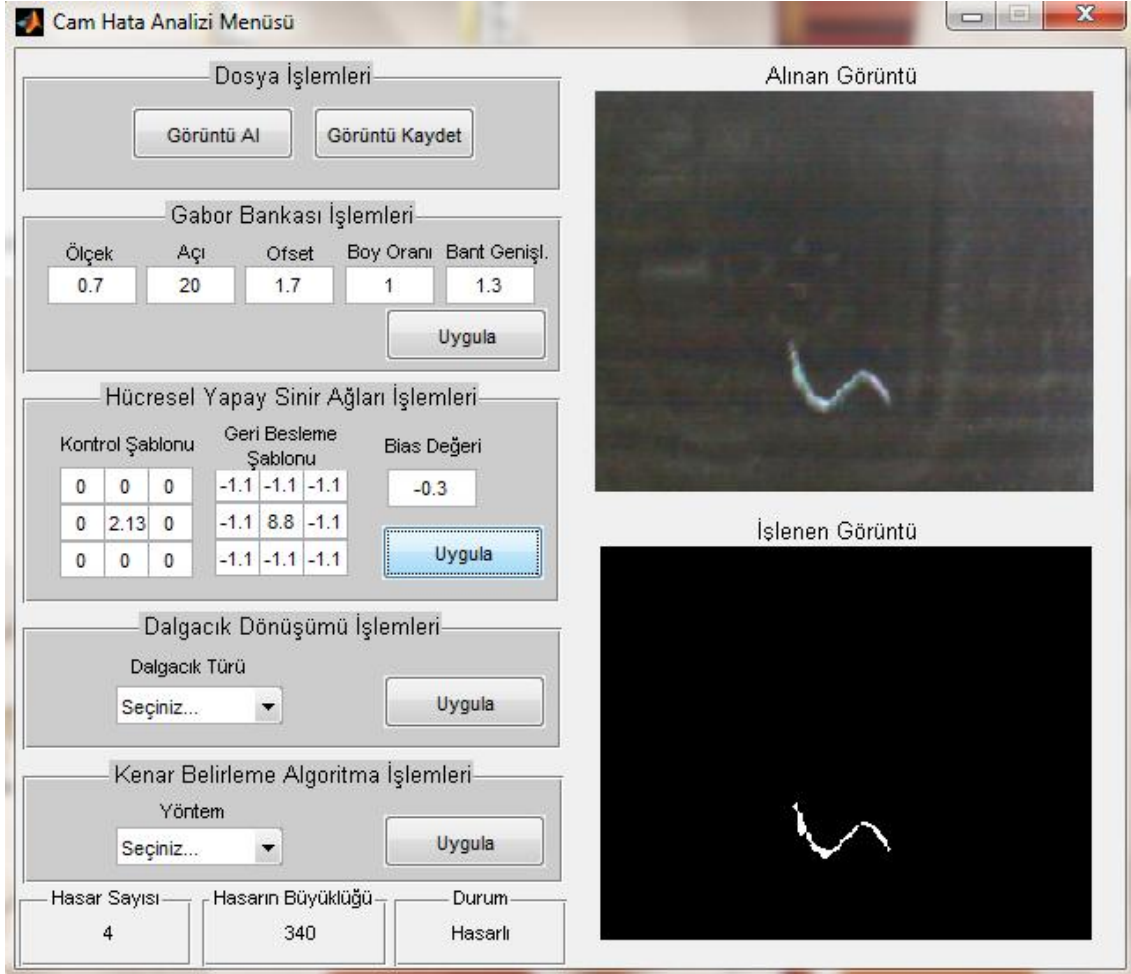 Cam Hata Analizi Menüsü
Dosya İşlemleri
Görüntü Al
Görüntü Kaydet
Gabor Bankası İşlemleri
Ölçek Açı Ofset Boy Oranı Bant Genişl.
0.7 20 1.7 1 1.3
Uygula
Hücresel Yapay Sinir Ağları İşlemleri
Kontrol Şablonu
0 0 0
0 2.13 0
0 0 0
Geri Besleme
Şablonu
-1.1 -1.1 -1.1
-1.1 8.8 -1.1
-1.1 -1.1 -1.1
Bias Değeri
-0.3
Uygula
Dalgacık Dönüşümü İşlemleri
Dalgacık Türü
Seçiniz...
Uygula
Kenar Belirleme Algoritma İşlemleri
Yöntem
Seçiniz...
Uygula
Hasar Sayısı
4
Hasarın Büyüklüğü
340
Durum
Hasarlı
Alınan Görüntü
İşlenen Görüntü